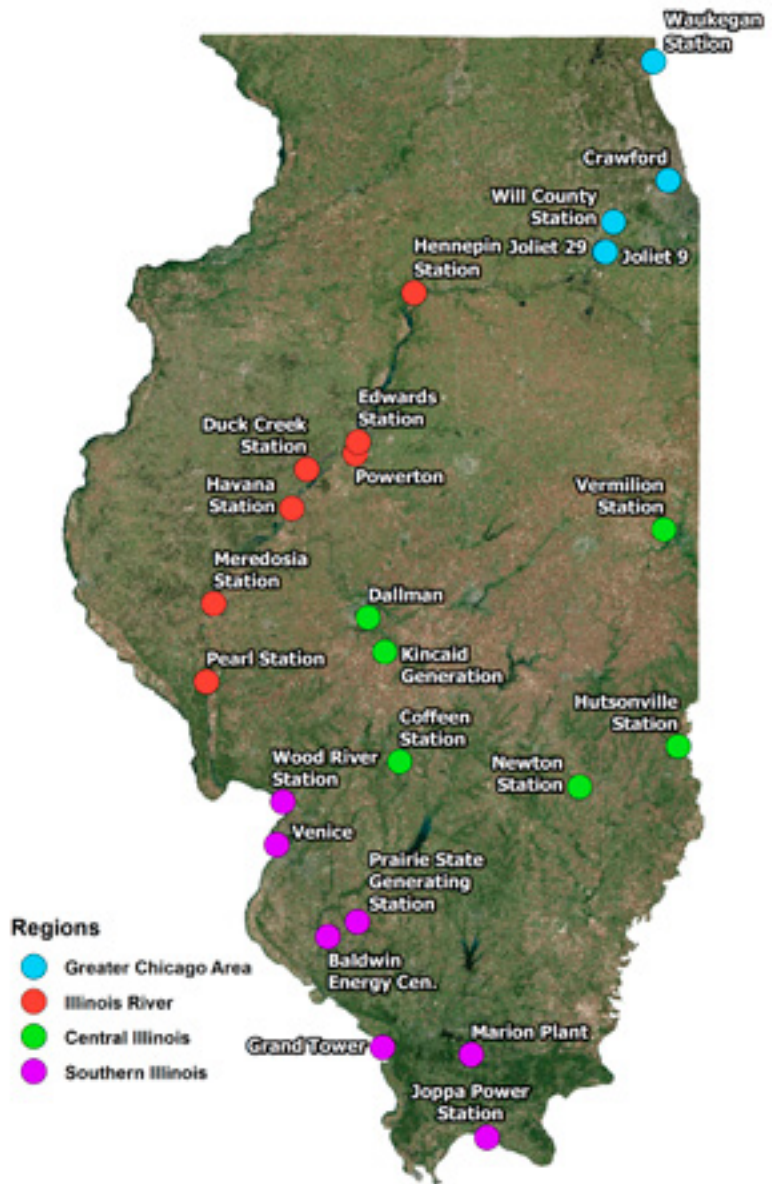 Waukegan
Station
Crawford
Will County
Station
Hennepin
Station
Joliet 29
Joliet 9
Edwards
Station
Duck Creek
Station
Powerton
Havana
Station
Vermilion
Station
Meredosia
Station
Dallman
Kincaid
Generation
Pearl Station
Hutsonville
Station
Coffeen
Station
Wood River
Station
Newton
Station
Venice
Prairie State
Generating
Station
Baldwin
Energy Cen.
Regions
Greater Chicago Area
Illinois River
Central Illinois
Southern Illinois
Grand Tower
Marion Plant
Joppa Power
Station